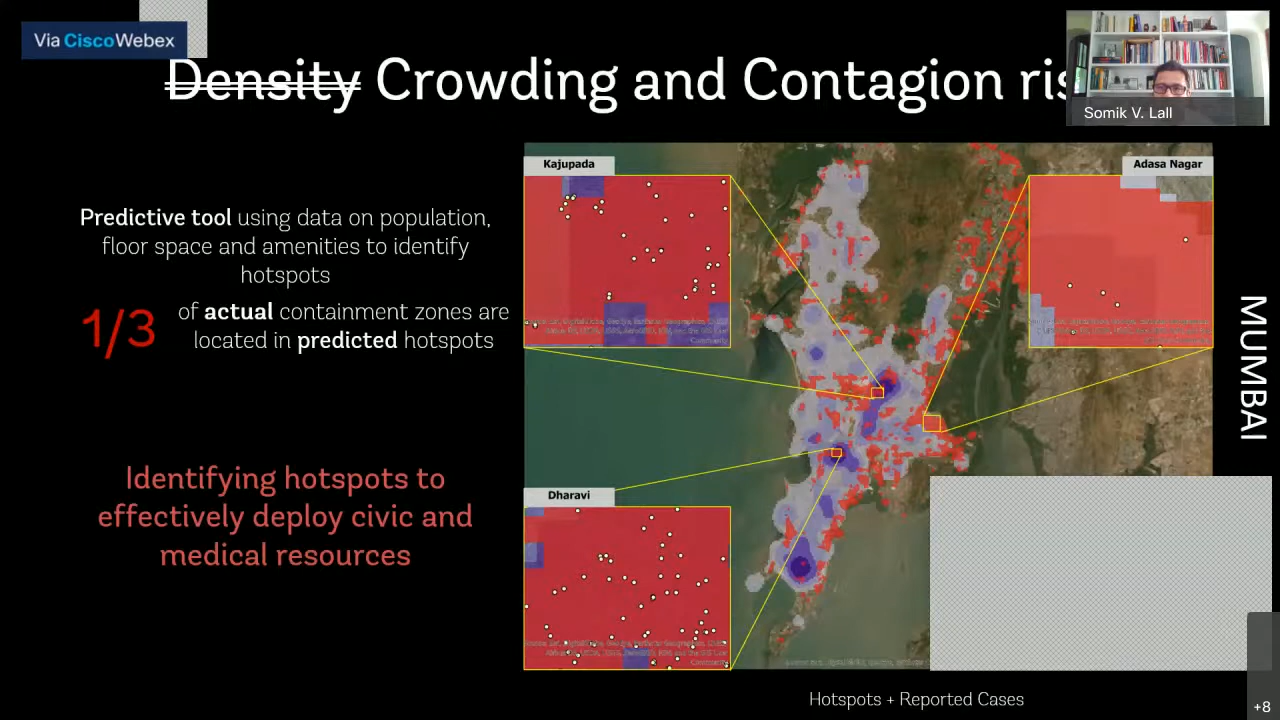 Via CiscoWebex
Density Crowding and Contagion ris
Somik V. Lall
Kajupada
Adasa Nagar
Predictive tool using data on population,
floor space and amenities to identify
hotspots
1/3
of actual containment zones are
located in predicted hotspots
MUMBAI
Identifying hotspots to
effectively deploy civic and
medical resources
Dharavi
Hotspots + Reported Cases
+8